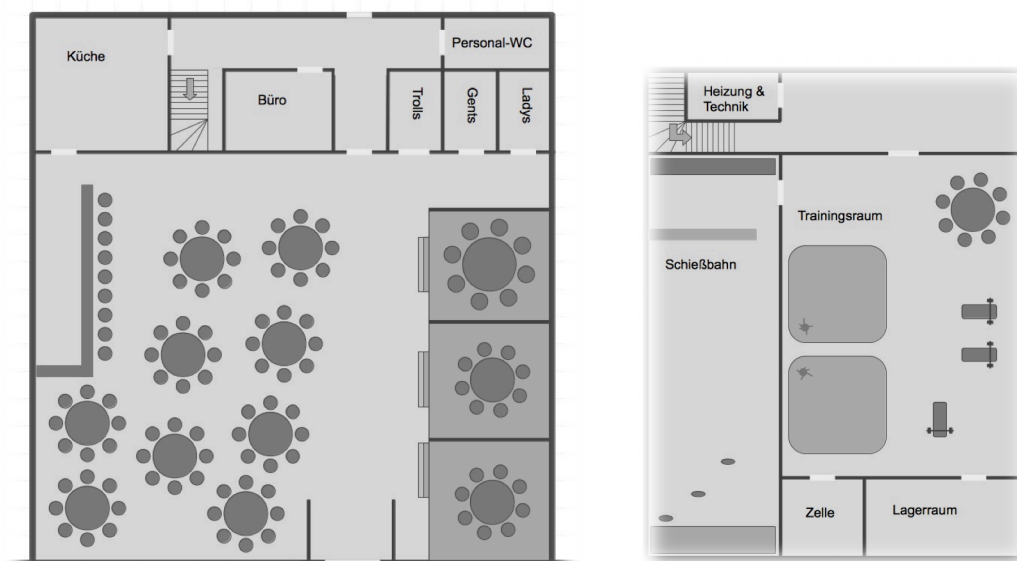 Küche
Personal-WC
Büro
Trolls
Gents
Ladys
Heizung &
Technik
Trainingsraum
Schießbahn
Zelle
Lagerraum